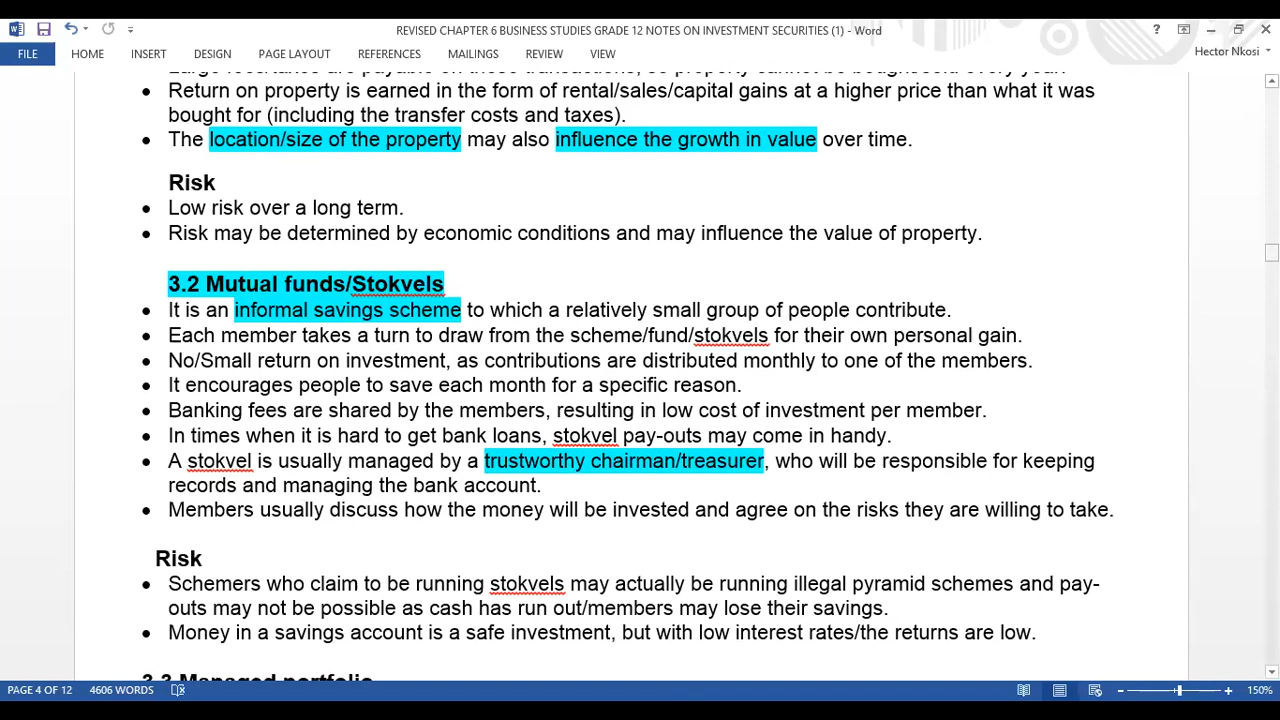 REVISED CHAPTER 6 BUSINESS STUDIES GRADE 12 NOTES ON INVESTMENT SECURITIES (1) - Word
FILE HOME INSERT DESIGN PAGE LAYOUT REFERENCES MAILINGS REVIEW VIEW Hector Nkosi
• Return on property is earned in the form of rental/sales/capital gains at a higher price than what it was
bought for (including the transfer costs and taxes).
• The location/size of the property may also influence the growth in value over time.
Risk
• Low risk over a long term.
• Risk may be determined by economic conditions and may influence the value of property.
3.2 Mutual funds/Stokvels
• It is an informal savings scheme to which a relatively small group of people contribute.
• Each member takes a turn to draw from the scheme/fund/stokvels for their own personal gain.
• No/Small return on investment, as contributions are distributed monthly to one of the members.
• It encourages people to save each month for a specific reason.
• Banking fees are shared by the members, resulting in low cost of investment per member.
• In times when it is hard to get bank loans, stokvel pay-outs may come in handy.
• A stokvel is usually managed by a trustworthy chairman/treasurer, who will be responsible for keeping
records and managing the bank account.
• Members usually discuss how the money will be invested and agree on the risks they are willing to take.
Risk
• Schemers who claim to be running stokvels may actually be running illegal pyramid schemes and pay-
outs may not be possible as cash has run out/members may lose their savings.
• Money in a savings account is a safe investment, but with low interest rates/the returns are low.
3.3 Managed portfolio
PAGE 4 OF 12 4606 WORDS 150%